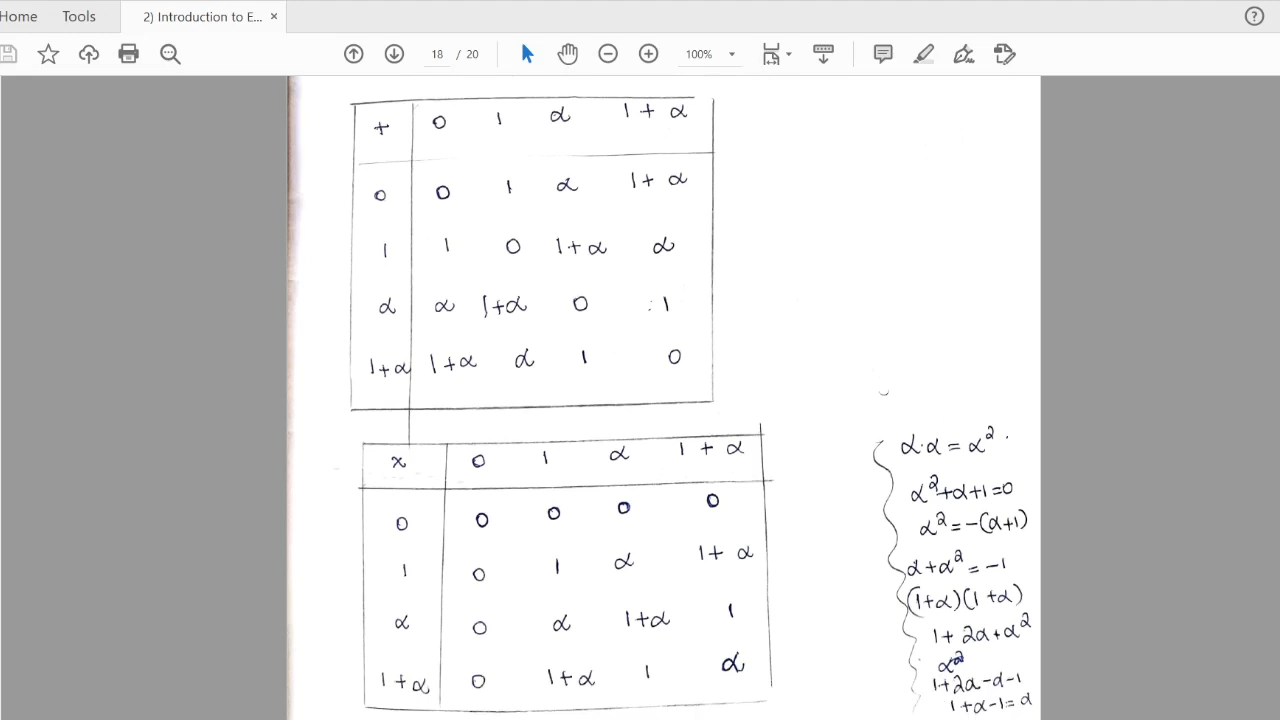 Home Tools 2) Introduction to E... ×
18 / 20 100%
+ 0 1 α 1 + α
0 0 1 α 1 + α
1 1 0 1+α α
α α 1+α 0 1
1+α 1+α α 1 0
× 0 1 α 1 + α
0 0 0 0 0
1 0 1 α 1+ α
α 0 α 1+α 1
1+α 0 1+α 1 α
α·α = α²
α²+α+1=0
α²=-(α+1)
α+α² = -1
(1+α)(1+α)
1+ 2α+α²
α²
1+2α-α-1
1+α-1=α